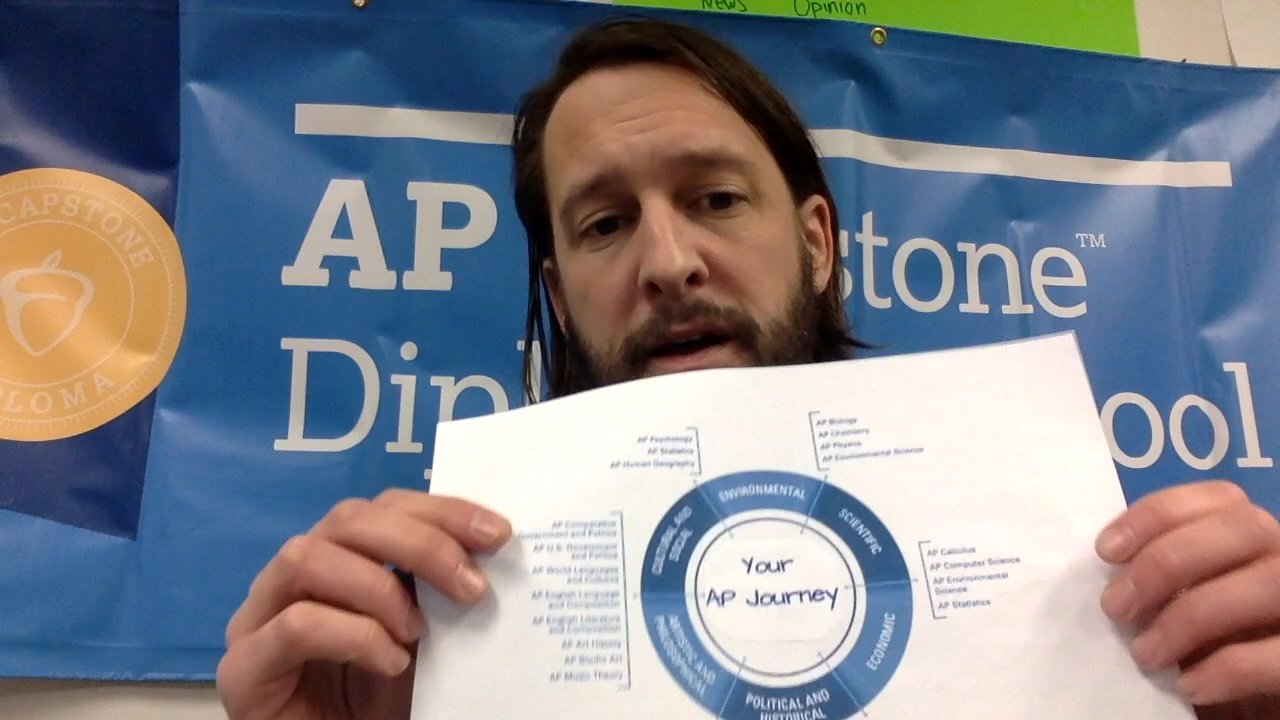 News Opinion
CAPSTONE
PLOMA
AP stone™
Dip ool
AP Psychology
AP Statistics
AP Human Geography
AP Biology
AP Chemistry
AP Physics
AP Environmental Science
AP Comparative
Government and Politics
AP U.S. Government
and Politics
AP World Languages
and Cultures
AP English Language
and Composition
AP English Literature
and Composition
AP Art History
AP Studio Art
AP Music Theory
AP Calculus
AP Computer Science
AP Environmental
Science
AP Statistics
ENVIRONMENTAL
SCIENTIFIC
ECONOMIC
POLITICAL AND
HISTORICAL
ARTISTIC AND
PHILOSOPHICAL
CULTURAL AND
SOCIAL
Your
AP Journey